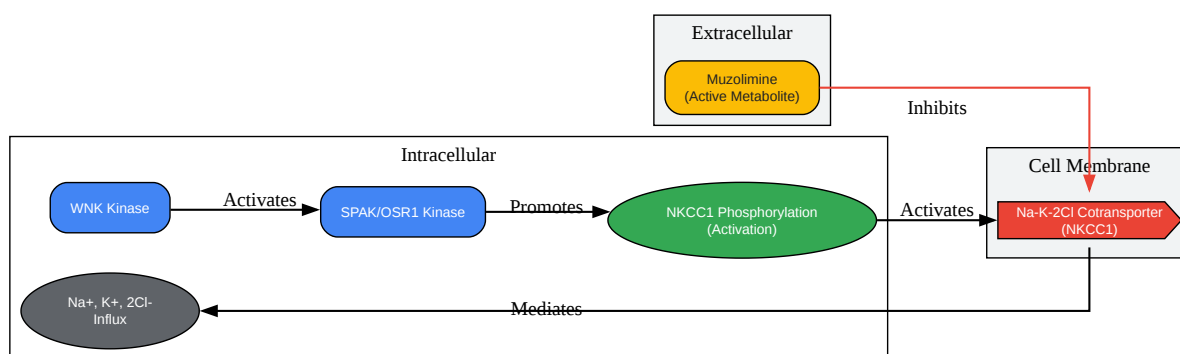 Extracellular
Muzolimine
(Active Metabolite)
Inhibits
Intracellular
Cell Membrane
WNK Kinase
Activates
SPAK/OSR1 Kinase
Promotes
NKCC1 Phosphorylation
(Activation)
Activates
Na-K-2Cl Cotransporter
(NKCC1)
Na+, K+, 2Cl-
Influx
Mediates